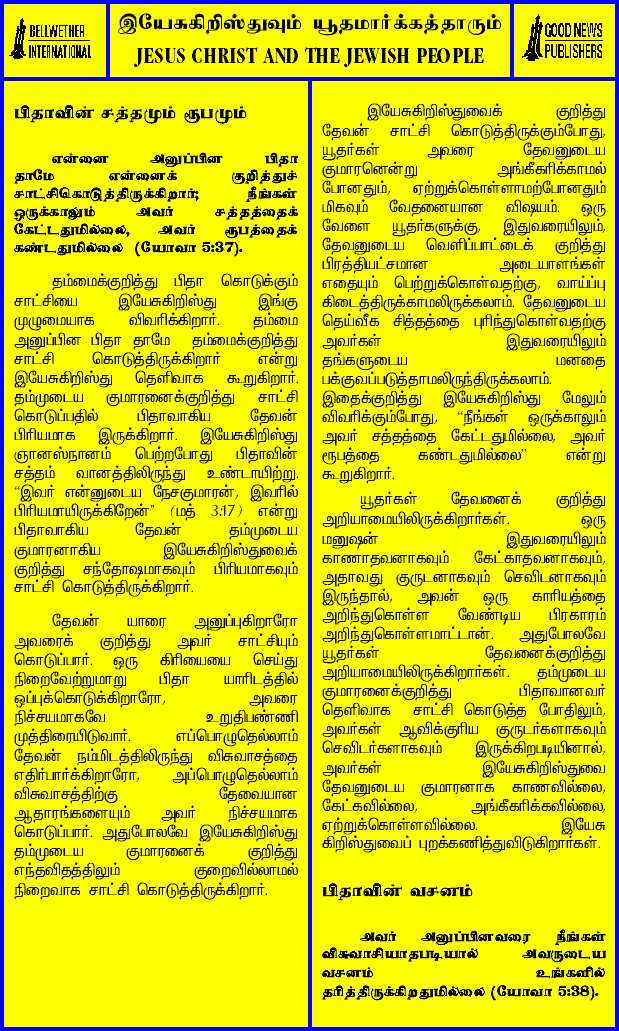 BELLWETHER
INTERNATIONAL
இயேசுகிறிஸ்துவும் யூதமார்க்கத்தாரும்
JESUS CHRIST AND THE JEWISH PEOPLE
GOOD NEWS
PUBLISHERS
பிதாவின் சத்தமும் ரூபமும்
என்னை அனுப்பின பிதா
தாமே என்னைக் குறித்துச்
சாட்சிகொடுத்திருக்கிறார்; நீங்கள்
ஒருக்காலும் அவர் சத்தத்தைக்
கேட்டதுமில்லை, அவர் ரூபத்தைக்
கண்டதுமில்லை (யோவா 5:37).
தம்மைக்குறித்து பிதா கொடுக்கும்
சாட்சியை இயேசுகிறிஸ்து இங்கு
முழுமையாக விவரிக்கிறார். தம்மை
அனுப்பின பிதா தாமே தம்மைக்குறித்து
சாட்சி கொடுத்திருக்கிறார் என்று
இயேசுகிறிஸ்து தெளிவாக கூறுகிறார்.
தம்முடைய குமாரனைக்குறித்து சாட்சி
கொடுப்பதில் பிதாவாகிய தேவன்
பிரியமாக இருக்கிறார். இயேசுகிறிஸ்து
ஞானஸ்நானம் பெற்றபோது பிதாவின்
சத்தம் வானத்திலிருந்து உண்டாயிற்று.
“இவர் என்னுடைய நேசகுமாரன், இவரில்
பிரியமாயிருக்கிறேன்” (மத் 3:17) என்று
பிதாவாகிய தேவன் தம்முடைய
குமாரனாகிய இயேசுகிறிஸ்துவைக்
குறித்து சந்தோஷமாகவும் பிரியமாகவும்
சாட்சி கொடுத்திருக்கிறார்.
தேவன் யாரை அனுப்புகிறாரோ
அவரைக் குறித்து அவர் சாட்சியும்
கொடுப்பார். ஒரு கிரியையை செய்து
நிறைவேற்றுமாறு பிதா யாரிடத்தில்
ஒப்புக்கொடுக்கிறாரோ, அவரை
நிச்சயமாகவே உறுதிபண்ணி
முத்திரையிடுவார். எப்பொழுதெல்லாம்
தேவன் நம்மிடத்திலிருந்து விசுவாசத்தை
எதிர்பார்க்கிறாரோ, அப்பொழுதெல்லாம்
விசுவாசத்திற்கு தேவையான
ஆதாரங்களையும் அவர் நிச்சயமாக
கொடுப்பார். அதுபோலவே இயேசுகிறிஸ்து
தம்முடைய குமாரனைக் குறித்து
எந்தவிதத்திலும் குறைவில்லாமல்
நிறைவாக சாட்சி கொடுத்திருக்கிறார்.
இயேசுகிறிஸ்துவைக் குறித்து
தேவன் சாட்சி கொடுத்திருக்கும்போது,
யூதர்கள் அவரை தேவனுடைய
குமாரனென்று அங்கீகரிக்காமல்
போனதும், ஏற்றுக்கொள்ளாமற்போனதும்
மிகவும் வேதனையான விஷயம். ஒரு
வேளை யூதர்களுக்கு, இதுவரையிலும்,
தேவனுடைய வெளிப்பாட்டைக் குறித்து
பிரத்தியட்சமான அடையாளங்கள்
எதையும் பெற்றுக்கொள்வதற்கு, வாய்ப்பு
கிடைத்திருக்காமலிருக்கலாம். தேவனுடைய
தெய்வீக சித்தத்தை புரிந்துகொள்வதற்கு
அவர்கள் இதுவரையிலும்
தங்களுடைய மனதை
பக்குவப்படுத்தாமலிருந்திருக்கலாம்.
இதைக்குறித்து இயேசுகிறிஸ்து மேலும்
விவரிக்கும்போது, “நீங்கள் ஒருக்காலும்
அவர் சத்தத்தை கேட்டதுமில்லை, அவர்
ரூபத்தை கண்டதுமில்லை” என்று
கூறுகிறார்.
யூதர்கள் தேவனைக் குறித்து
அறியாமையிலிருக்கிறார்கள். ஒரு
மனுஷன் இதுவரையிலும்
காணாதவனாகவும் கேட்காதவனாகவும்,
அதாவது குருடனாகவும் செவிடனாகவும்
இருந்தால், அவன் ஒரு காரியத்தை
அறிந்துகொள்ள வேண்டிய பிரகாரம்
அறிந்துகொள்ளமாட்டான். அதுபோலவே
யூதர்கள் தேவனைக்குறித்து
அறியாமையிலிருக்கிறார்கள். தம்முடைய
குமாரனைக்குறித்து பிதாவானவர்
தெளிவாக சாட்சி கொடுத்த போதிலும்,
அவர்கள் ஆவிக்குரிய குருடர்களாகவும்
செவிடர்களாகவும் இருக்கிறபடியினால்,
அவர்கள் இயேசுகிறிஸ்துவை
தேவனுடைய குமாரனாக காணவில்லை,
கேட்கவில்லை, அங்கீகரிக்கவில்லை,
ஏற்றுக்கொள்ளவில்லை. இயேசு
கிறிஸ்துவைப் புறக்கணித்துவிடுகிறார்கள்.
பிதாவின் வசனம்
அவர் அனுப்பினவரை நீங்கள்
விசுவாசியாதபடியால் அவருடைய
வசனம் உங்களில்
தரித்திருக்கிறதுமில்லை (யோவா 5:38).